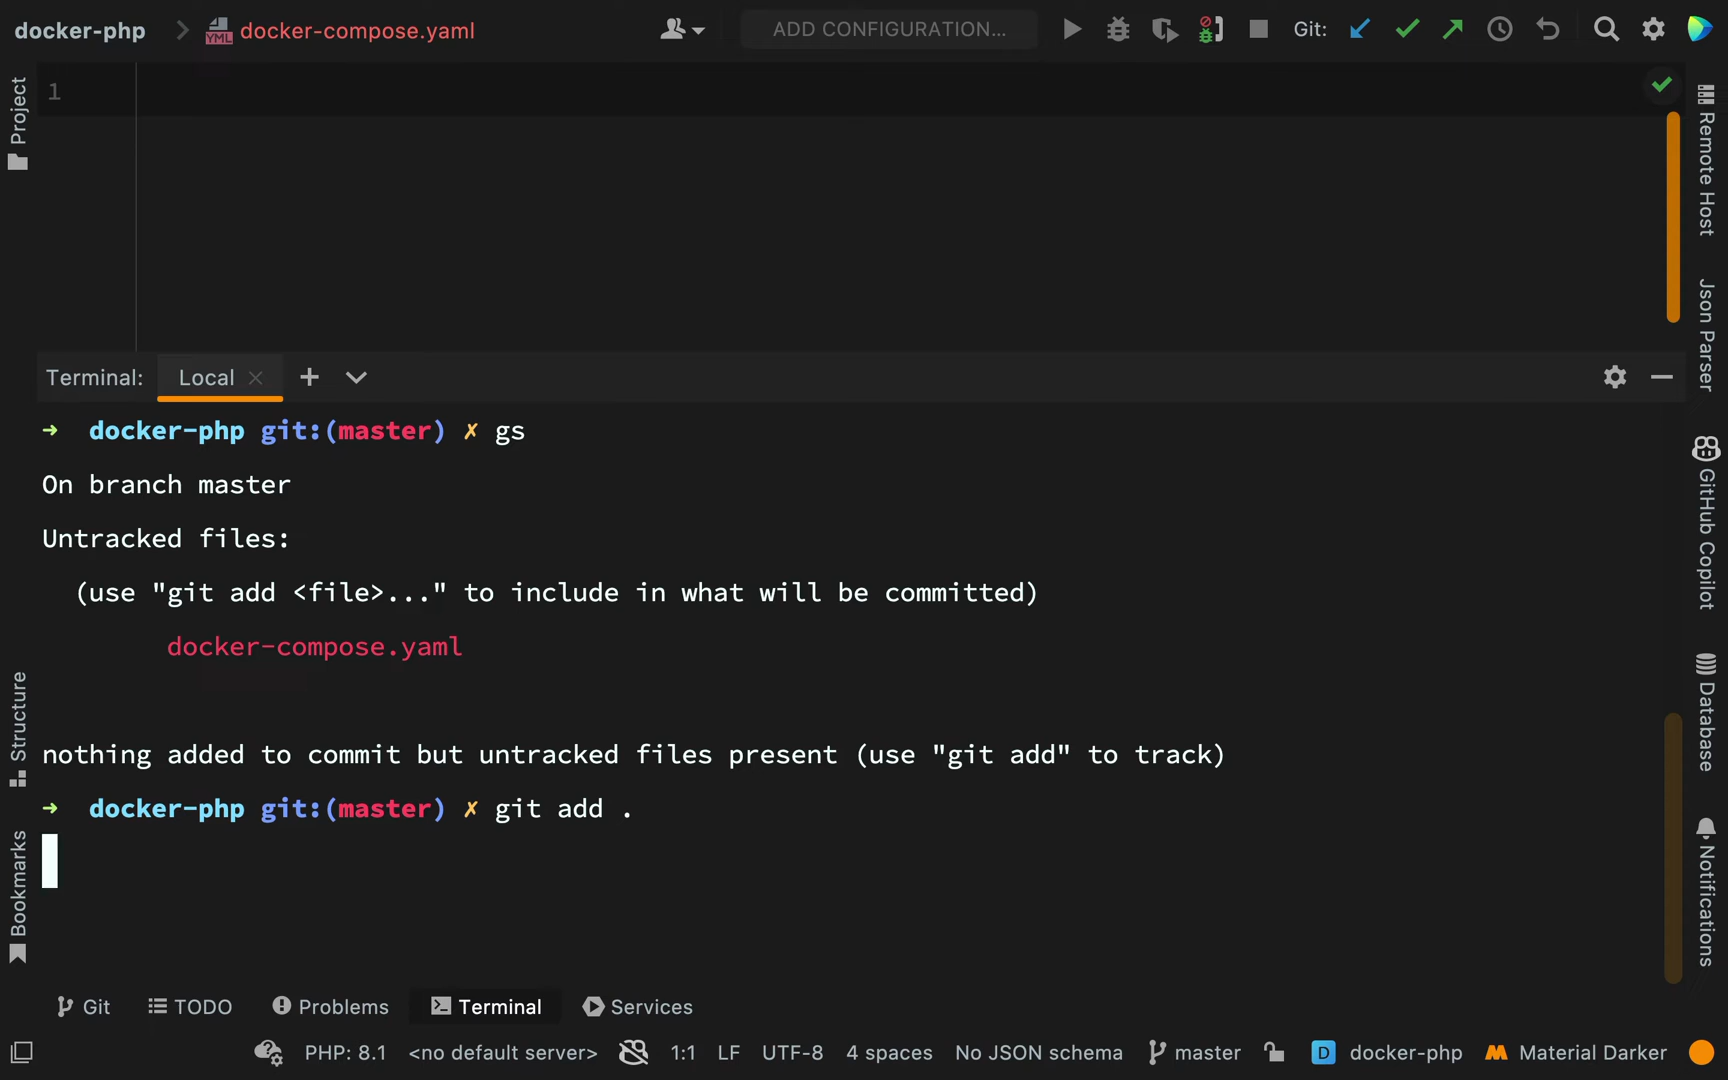 docker-php
docker-compose.yaml
ADD CONFIGURATION...
Git:
1
Project
Structure
Bookmarks
Remote Host
Json Parser
GitHub Copilot
Database
Notifications
Terminal:
Local
➜ docker-php git:(master) ✗ gs
On branch master
Untracked files:
(use "git add <file>..." to include in what will be committed)
docker-compose.yaml
nothing added to commit but untracked files present (use "git add" to track)
➜ docker-php git:(master) ✗ git add .
Git
TODO
Problems
Terminal
Services
PHP: 8.1
<no default server>
1:1
LF
UTF-8
4 spaces
No JSON schema
master
D
docker-php
Material Darker